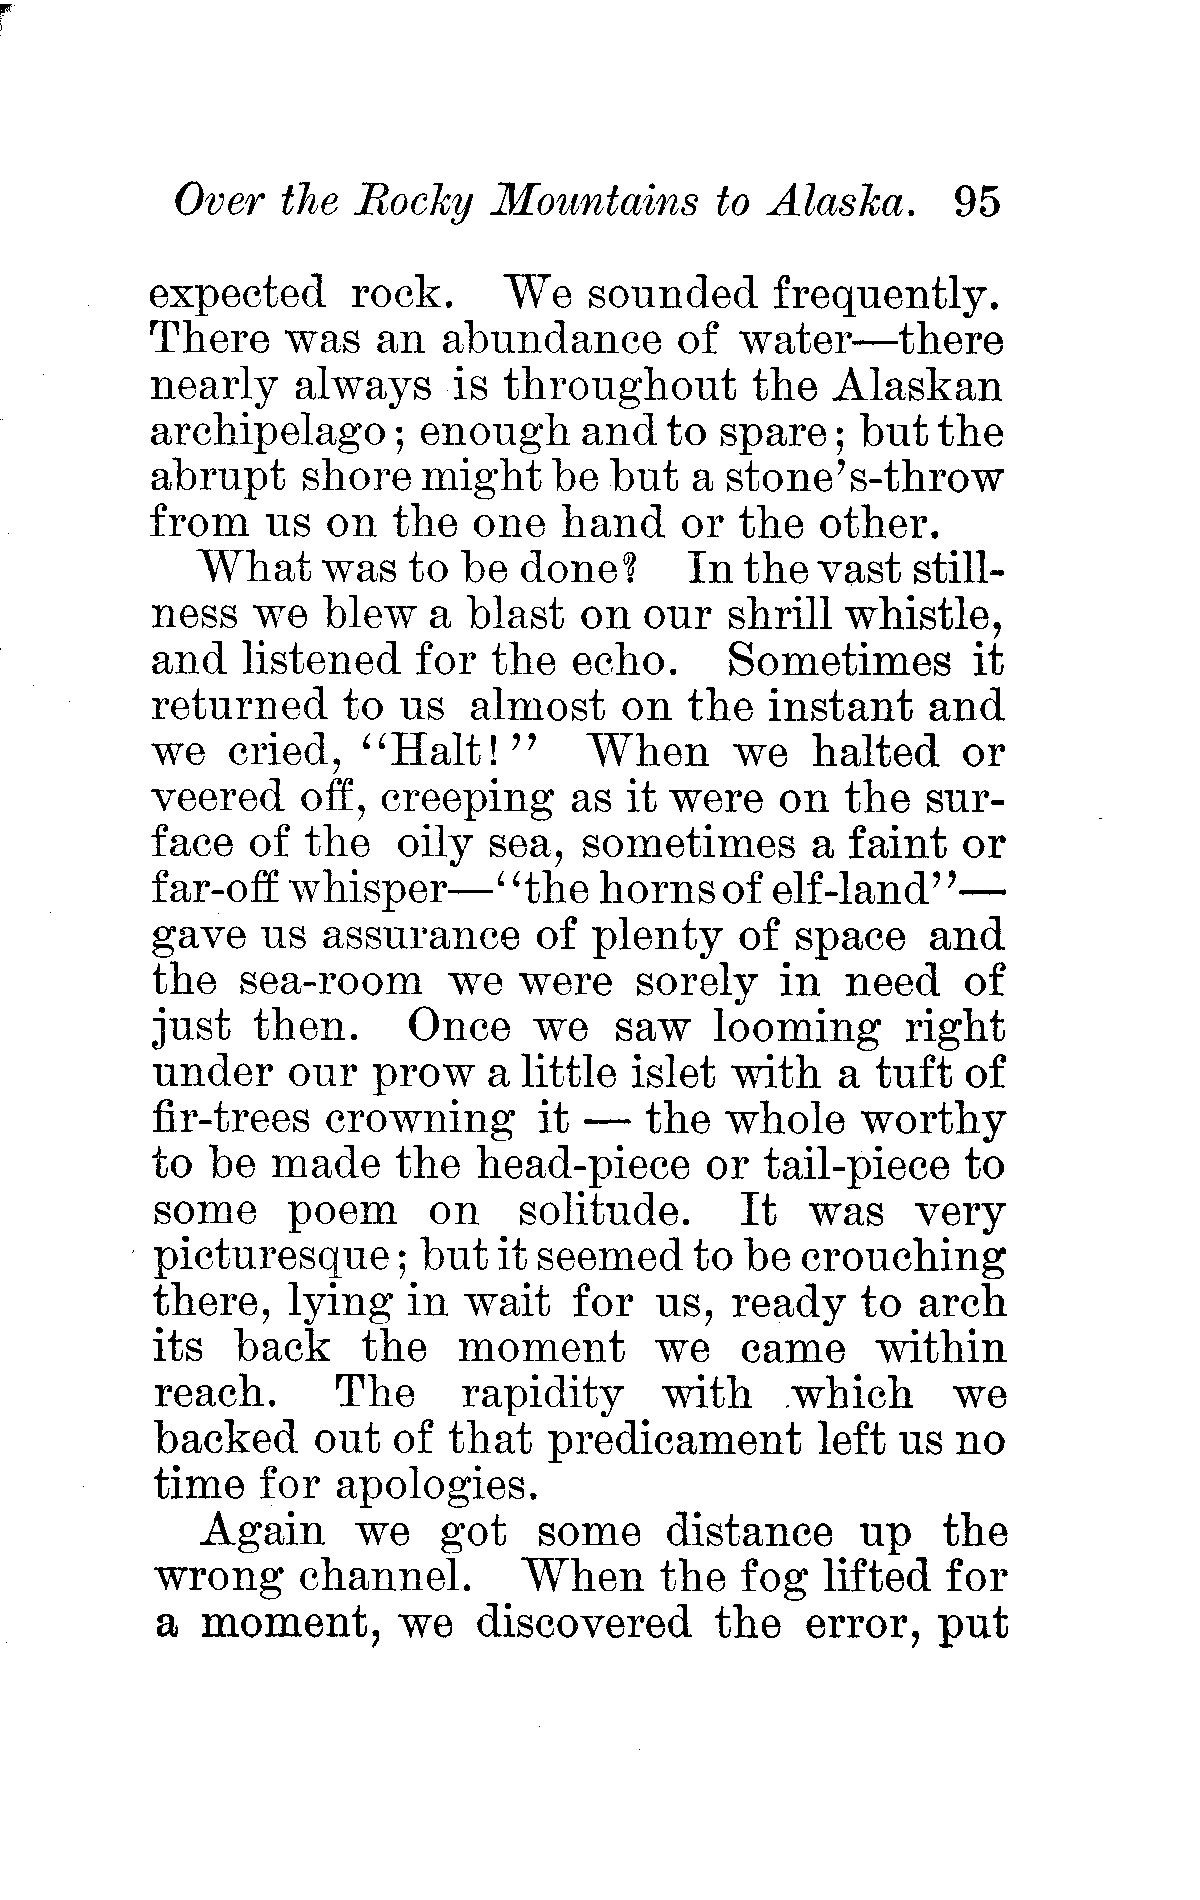 Over the Rocky Mountains to Alaska. 95
expected rock. We sounded frequently.
There was an abundance of water—there
nearly always is throughout the Alaskan
archipelago; enough and to spare; but the
abrupt shore might be but a stone's-throw
from us on the one hand or the other.
What was to be done? In the vast still-
ness we blew a blast on our shrill whistle,
and listened for the echo. Sometimes it
returned to us almost on the instant and
we cried, "Halt!" When we halted or
veered off, creeping as it were on the sur-
face of the oily sea, sometimes a faint or
far-off whisper—"the horns of elf-land"—
gave us assurance of plenty of space and
the sea-room we were sorely in need of
just then. Once we saw looming right
under our prow a little islet with a tuft of
fir-trees crowning it — the whole worthy
to be made the head-piece or tail-piece to
some poem on solitude. It was very
picturesque; but it seemed to be crouching
there, lying in wait for us, ready to arch
its back the moment we came within
reach. The rapidity with which we
backed out of that predicament left us no
time for apologies.
Again we got some distance up the
wrong channel. When the fog lifted for
a moment, we discovered the error, put